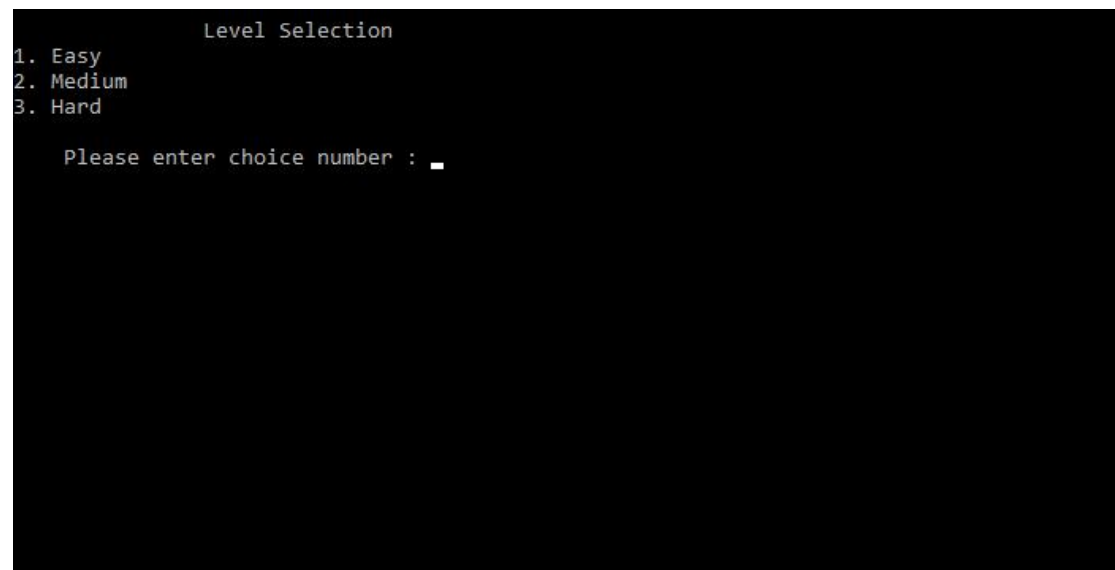 Level Selection
1. Easy
2. Medium
3. Hard
Please enter choice number :